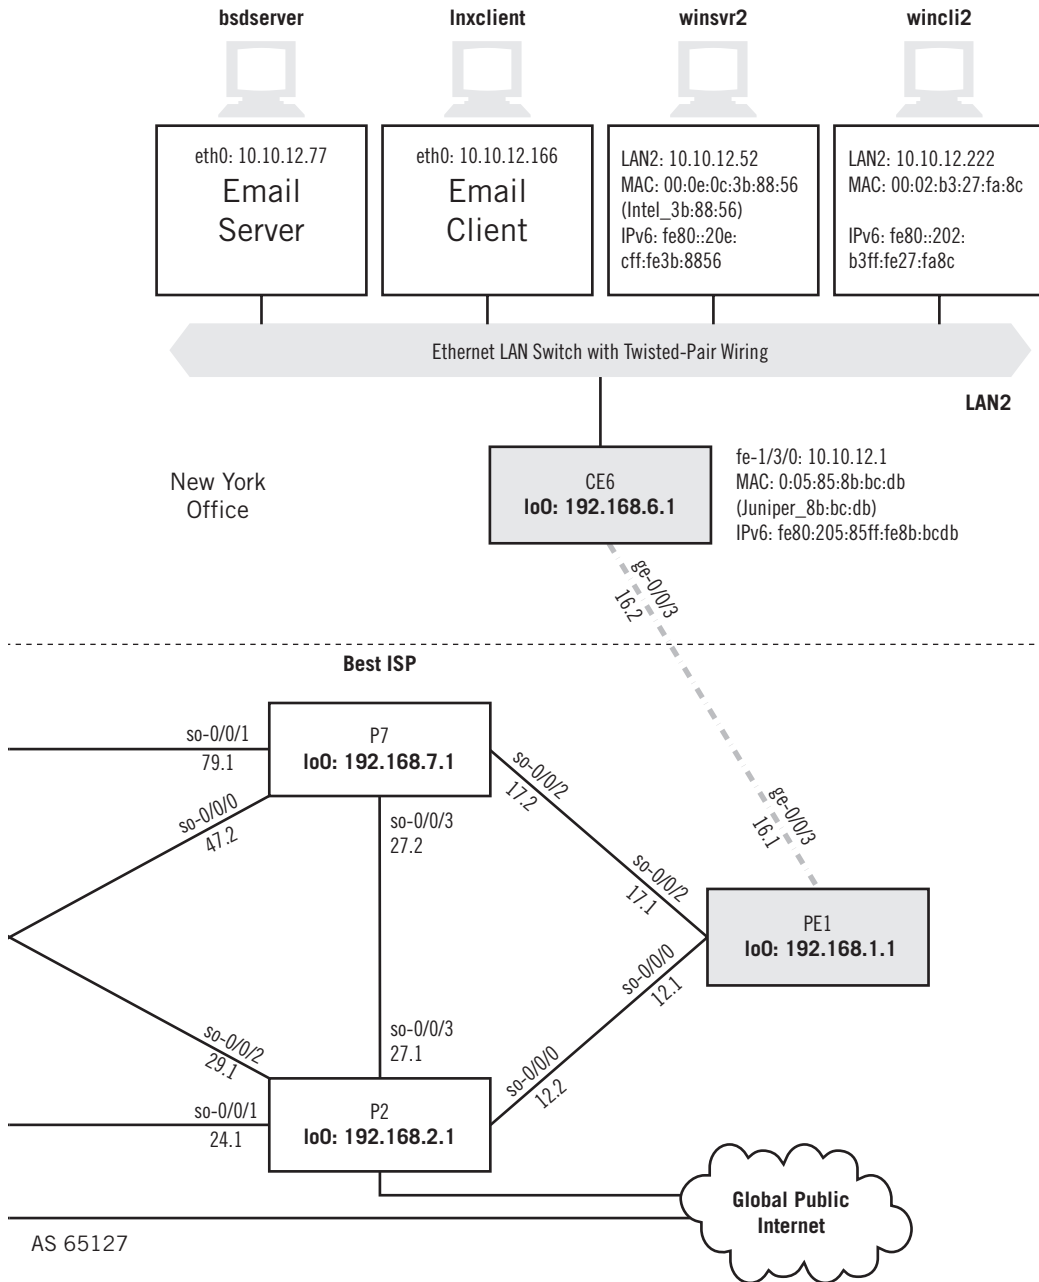 bsdserver
lnxclient
winsvr2
wincli2
eth0: 10.10.12.77
Email
Server
eth0: 10.10.12.166
Email
Client
LAN2: 10.10.12.52
MAC: 00:0e:0c:3b:88:56
(Intel_3b:88:56)
IPv6: fe80::20e:
cff:fe3b:8856
LAN2: 10.10.12.222
MAC: 00:02:b3:27:fa:8c
IPv6: fe80::202:
b3ff:fe27:fa8c
Ethernet LAN Switch with Twisted-Pair Wiring
LAN2
New York
Office
CE6
lo0: 192.168.6.1
fe-1/3/0: 10.10.12.1
MAC: 0:05:85:8b:bc:db
(Juniper_8b:bc:db)
IPv6: fe80:205:85ff:fe8b:bcdb
ge-0/0/3
16.2
Best ISP
so-0/0/1
79.1
P7
lo0: 192.168.7.1
so-0/0/2
17.2
so-0/0/0
47.2
so-0/0/3
27.2
ge-0/0/3
16.1
so-0/0/2
17.1
PE1
lo0: 192.168.1.1
so-0/0/0
12.1
so-0/0/2
29.1
so-0/0/3
27.1
so-0/0/0
12.2
so-0/0/1
24.1
P2
lo0: 192.168.2.1
Global Public
Internet
AS 65127